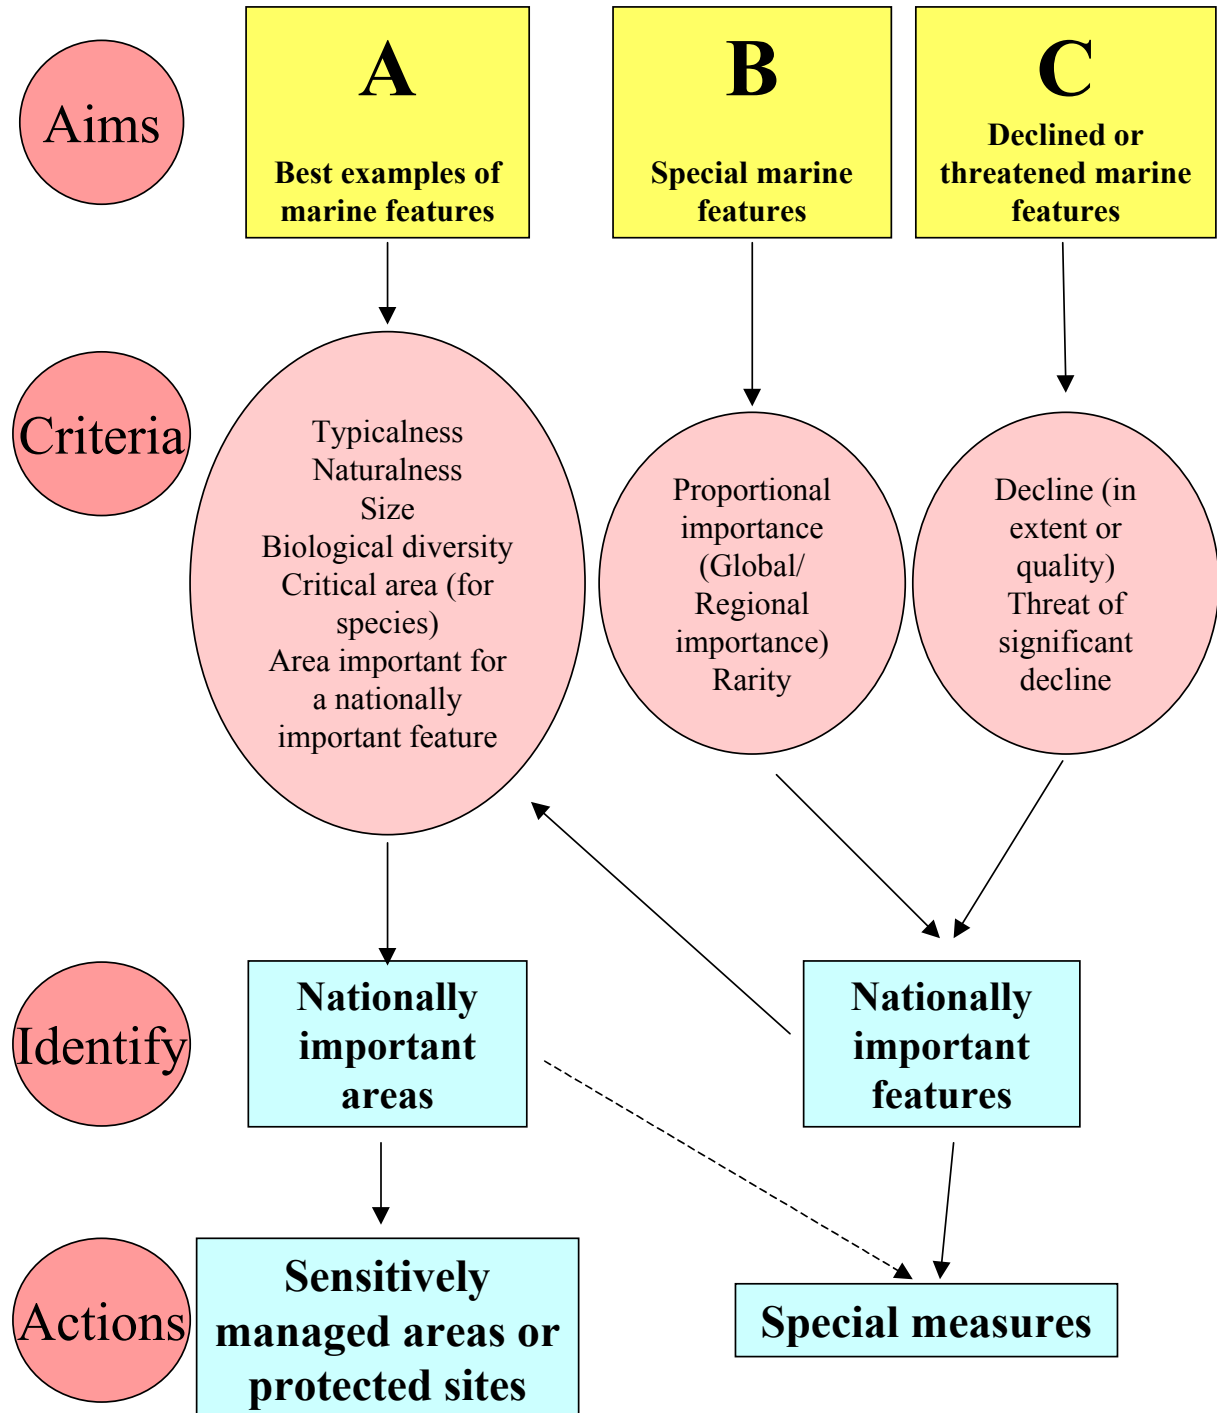 Aims
A
Best examples of
marine features
B
Special marine
features
C
Declined or
threatened marine
features
Criteria
Typicalness
Naturalness
Size
Biological diversity
Critical area (for
species)
Area important for
a nationally
important feature
Proportional
importance
(Global/
Regional
importance)
Rarity
Decline (in
extent or
quality)
Threat of
significant
decline
Identify
Nationally
important
areas
Nationally
important
features
Actions
Sensitively
managed areas or
protected sites
Special measures